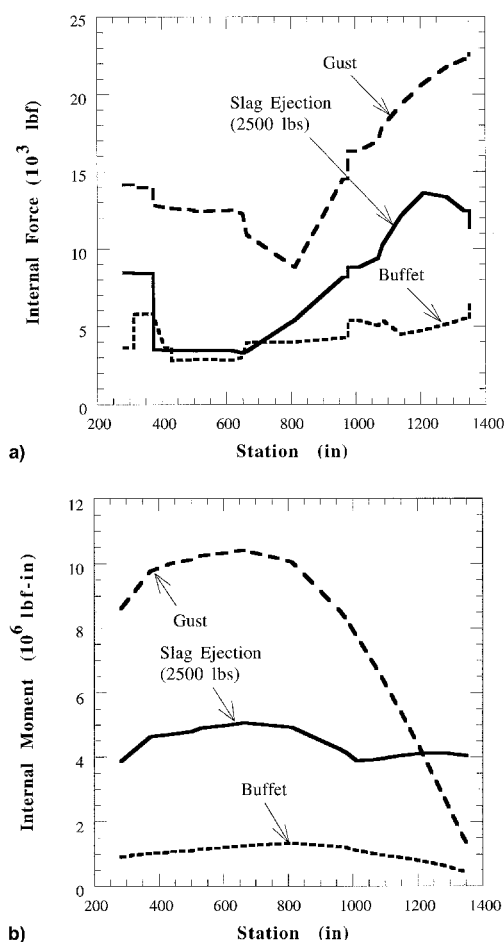 25
20
15
10
5
0
Internal Force (10³ lbf)
Gust
Slag Ejection
(2500 lbs)
Buffet
200 400 600 800 1000 1200 1400
Station (in)
a)
12
10
8
6
4
2
0
Internal Moment (10⁶ lbf-in)
Gust
Slag Ejection
(2500 lbs)
Buffet
200 400 600 800 1000 1200 1400
Station (in)
b)